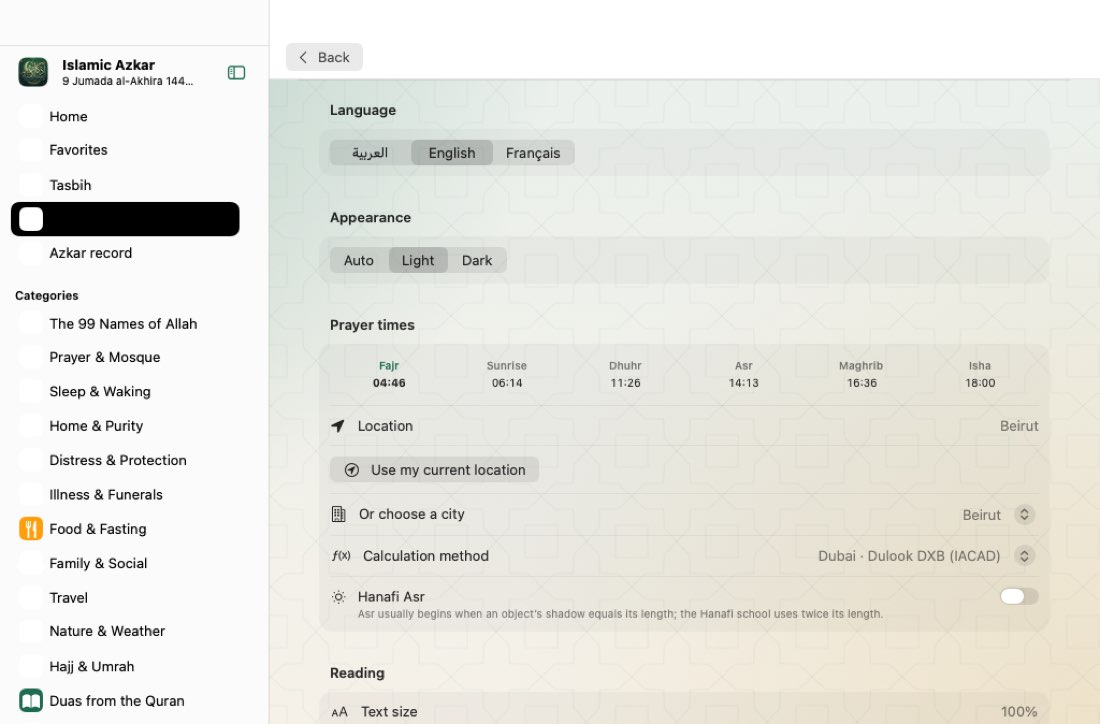 Islamic Azkar
9 Jumada al-Akhira 144...
Home
Favorites
Tasbih
Azkar record
Categories
The 99 Names of Allah
Prayer & Mosque
Sleep & Waking
Home & Purity
Distress & Protection
Illness & Funerals
Food & Fasting
Family & Social
Travel
Nature & Weather
Hajj & Umrah
Duas from the Quran
Back
Language
العربية English Français
Appearance
Auto Light Dark
Prayer times
Fajr Sunrise Dhuhr Asr Maghrib Isha
04:46 06:14 11:26 14:13 16:36 18:00
Location Beirut
Use my current location
Or choose a city Beirut
f(x) Calculation method Dubai · Dulook DXB (IACAD)
Hanafi Asr
Asr usually begins when an object's shadow equals its length; the Hanafi school uses twice its length.
Reading
AA Text size 100%